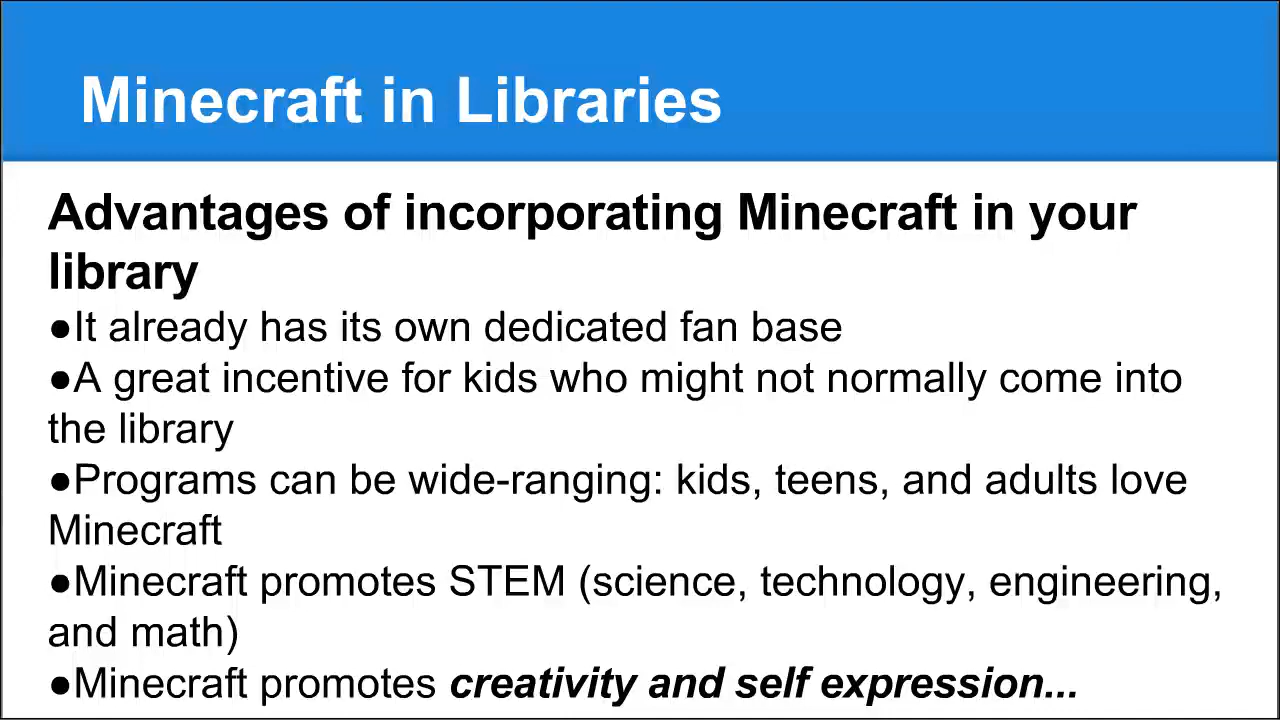 Minecraft in Libraries
Advantages of incorporating Minecraft in your
library
●It already has its own dedicated fan base
●A great incentive for kids who might not normally come into
the library
●Programs can be wide-ranging: kids, teens, and adults love
Minecraft
●Minecraft promotes STEM (science, technology, engineering,
and math)
●Minecraft promotes creativity and self expression...